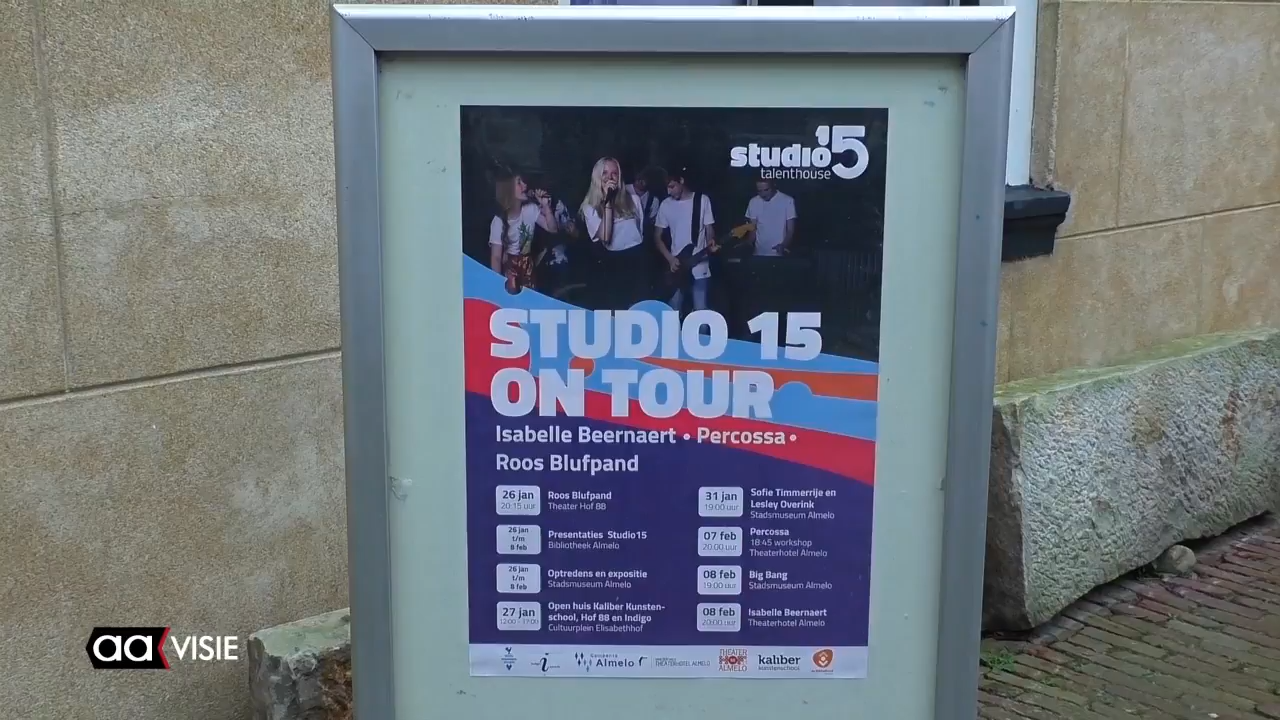 studio '15
talenthouse
STUDIO 15
ON TOUR
Isabelle Beernaert • Percossa •
Roos Blufpand
26 jan
20:15 uur
Roos Blufpand
Theater Hof 88
26 jan
t/m
8 feb
Presentaties Studio15
Bibliotheek Almelo
26 jan
t/m
8 feb
Optredens en expositie
Stadsmuseum Almelo
27 jan
12:00 - 17:00
Open huis Kaliber Kunsten-
school, Hof 88 en Indigo
Cultuurplein Elisabethhof
31 jan
19:00 uur
Sofie Timmerrije en
Lesley Overink
Stadsmuseum Almelo
07 feb
20:00 uur
Percossa
18:45 workshop
Theaterhotel Almelo
08 feb
19:00 uur
Big Bang
Stadsmuseum Almelo
08 feb
20:00 uur
Isabelle Beernaert
Theaterhotel Almelo
Gemeente
Almelo
THEATERHOTEL ALMELO
THEATER
HOF
ALMELO
kaliber
kunstenschool
aa VISIE